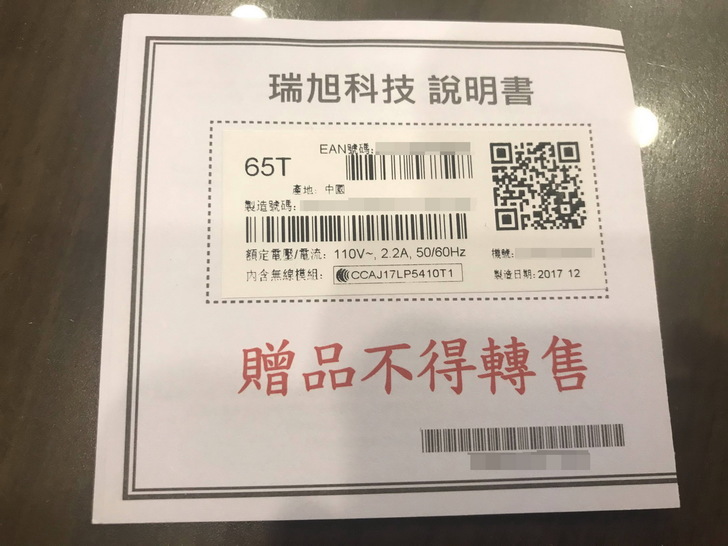 瑞旭科技 說明書
EAN號碼:
65T
產地: 中國
製造號碼:
額定電壓/電流: 110V~, 2.2A, 50/60Hz
機號:
內含無線模組: CCAJ17LP5410T1
製造日期: 2017 12
贈品不得轉售